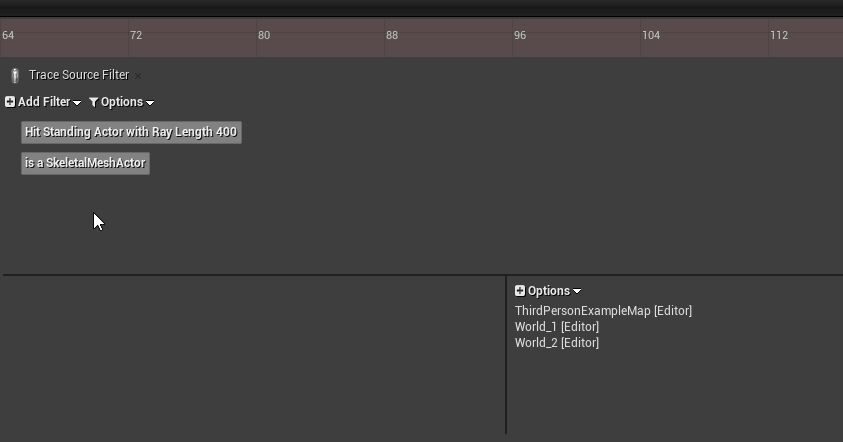 64 72 80 88 96 104 112
Trace Source Filter
Add Filter Options
Hit Standing Actor with Ray Length 400
is a SkeletalMeshActor
Options
ThirdPersonExampleMap [Editor]
World_1 [Editor]
World_2 [Editor]